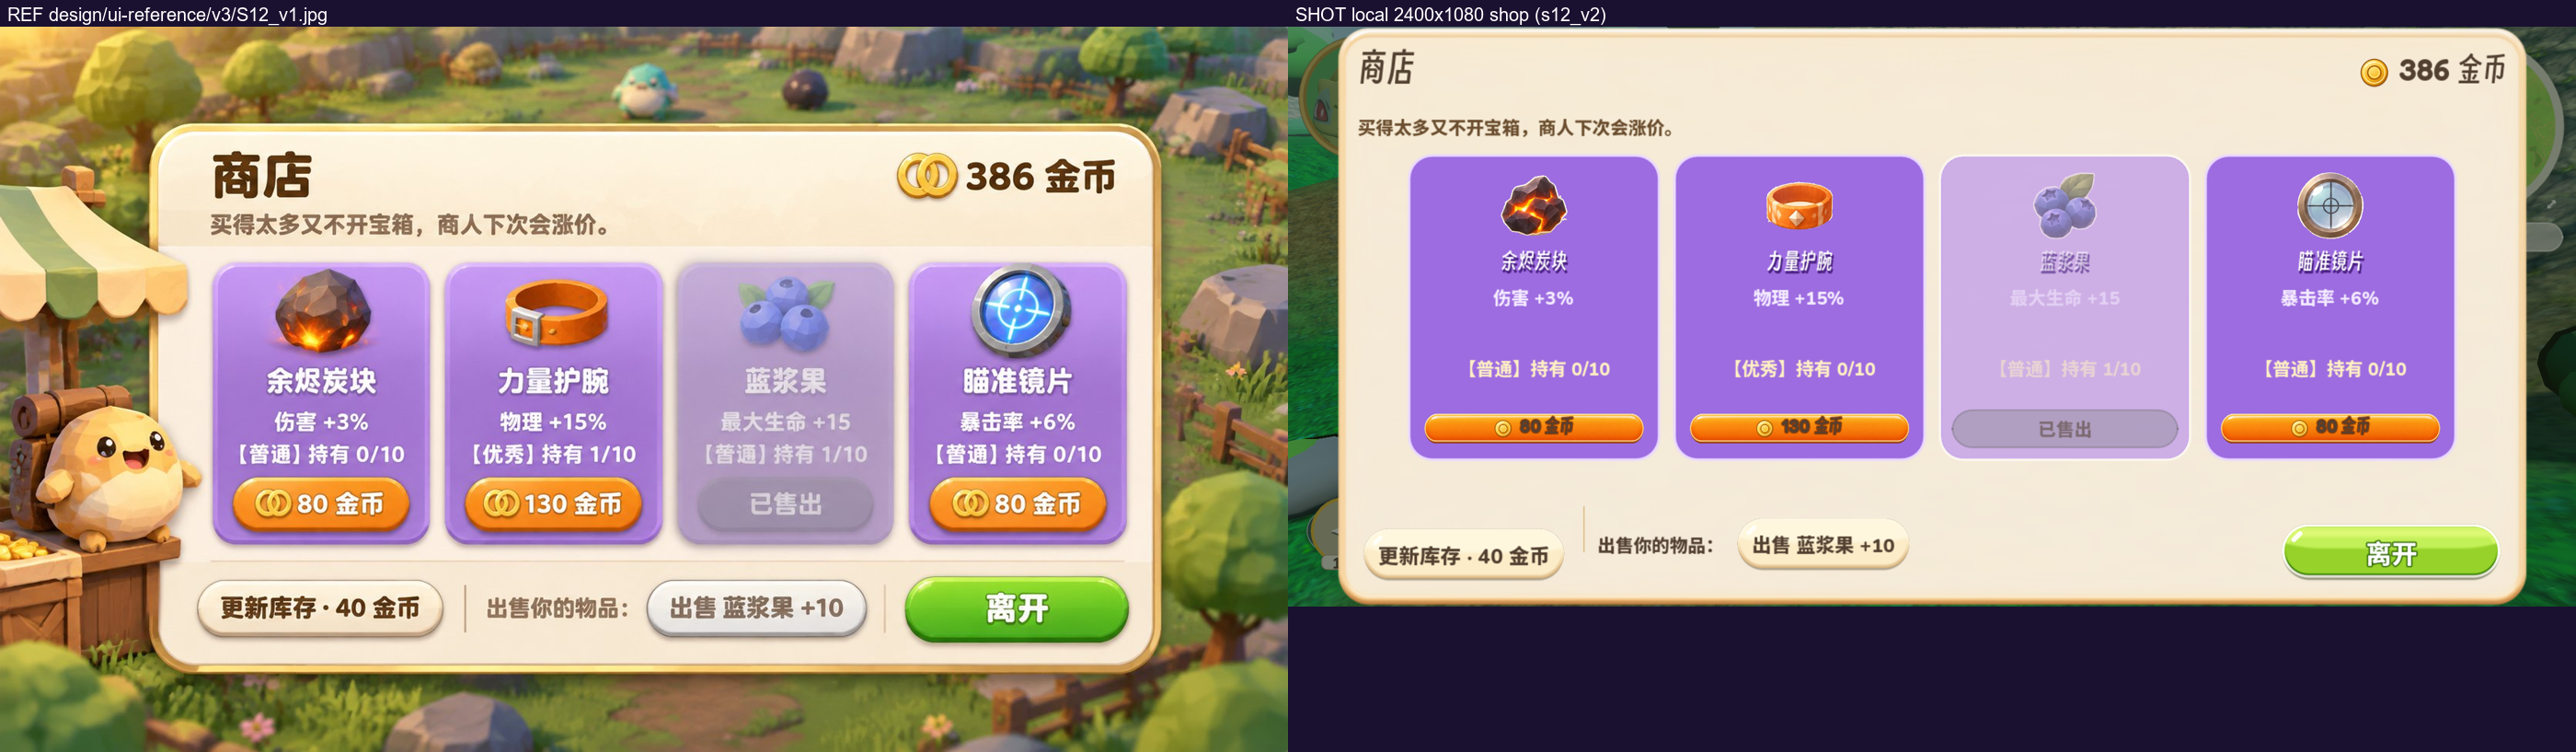 REF design/ui-reference/v3/S12_v1.jpg
商店
386 金币
买得太多又不开宝箱，商人下次会涨价。
余烬炭块
伤害 +3%
【普通】持有 0/10
80 金币
力量护腕
物理 +15%
【优秀】持有 1/10
130 金币
蓝浆果
最大生命 +15
【普通】持有 1/10
已售出
瞄准镜片
暴击率 +6%
【普通】持有 0/10
80 金币
更新库存 · 40 金币
出售你的物品：
出售 蓝浆果 +10
离开
SHOT local 2400x1080 shop (s12_v2)
商店
386 金币
买得太多又不开宝箱，商人下次会涨价。
余烬炭块
伤害 +3%
【普通】持有 0/10
80 金币
力量护腕
物理 +15%
【优秀】持有 0/10
130 金币
蓝浆果
最大生命 +15
【普通】持有 1/10
已售出
瞄准镜片
暴击率 +6%
【普通】持有 0/10
80 金币
更新库存 · 40 金币
出售你的物品：
出售 蓝浆果 +10
离开